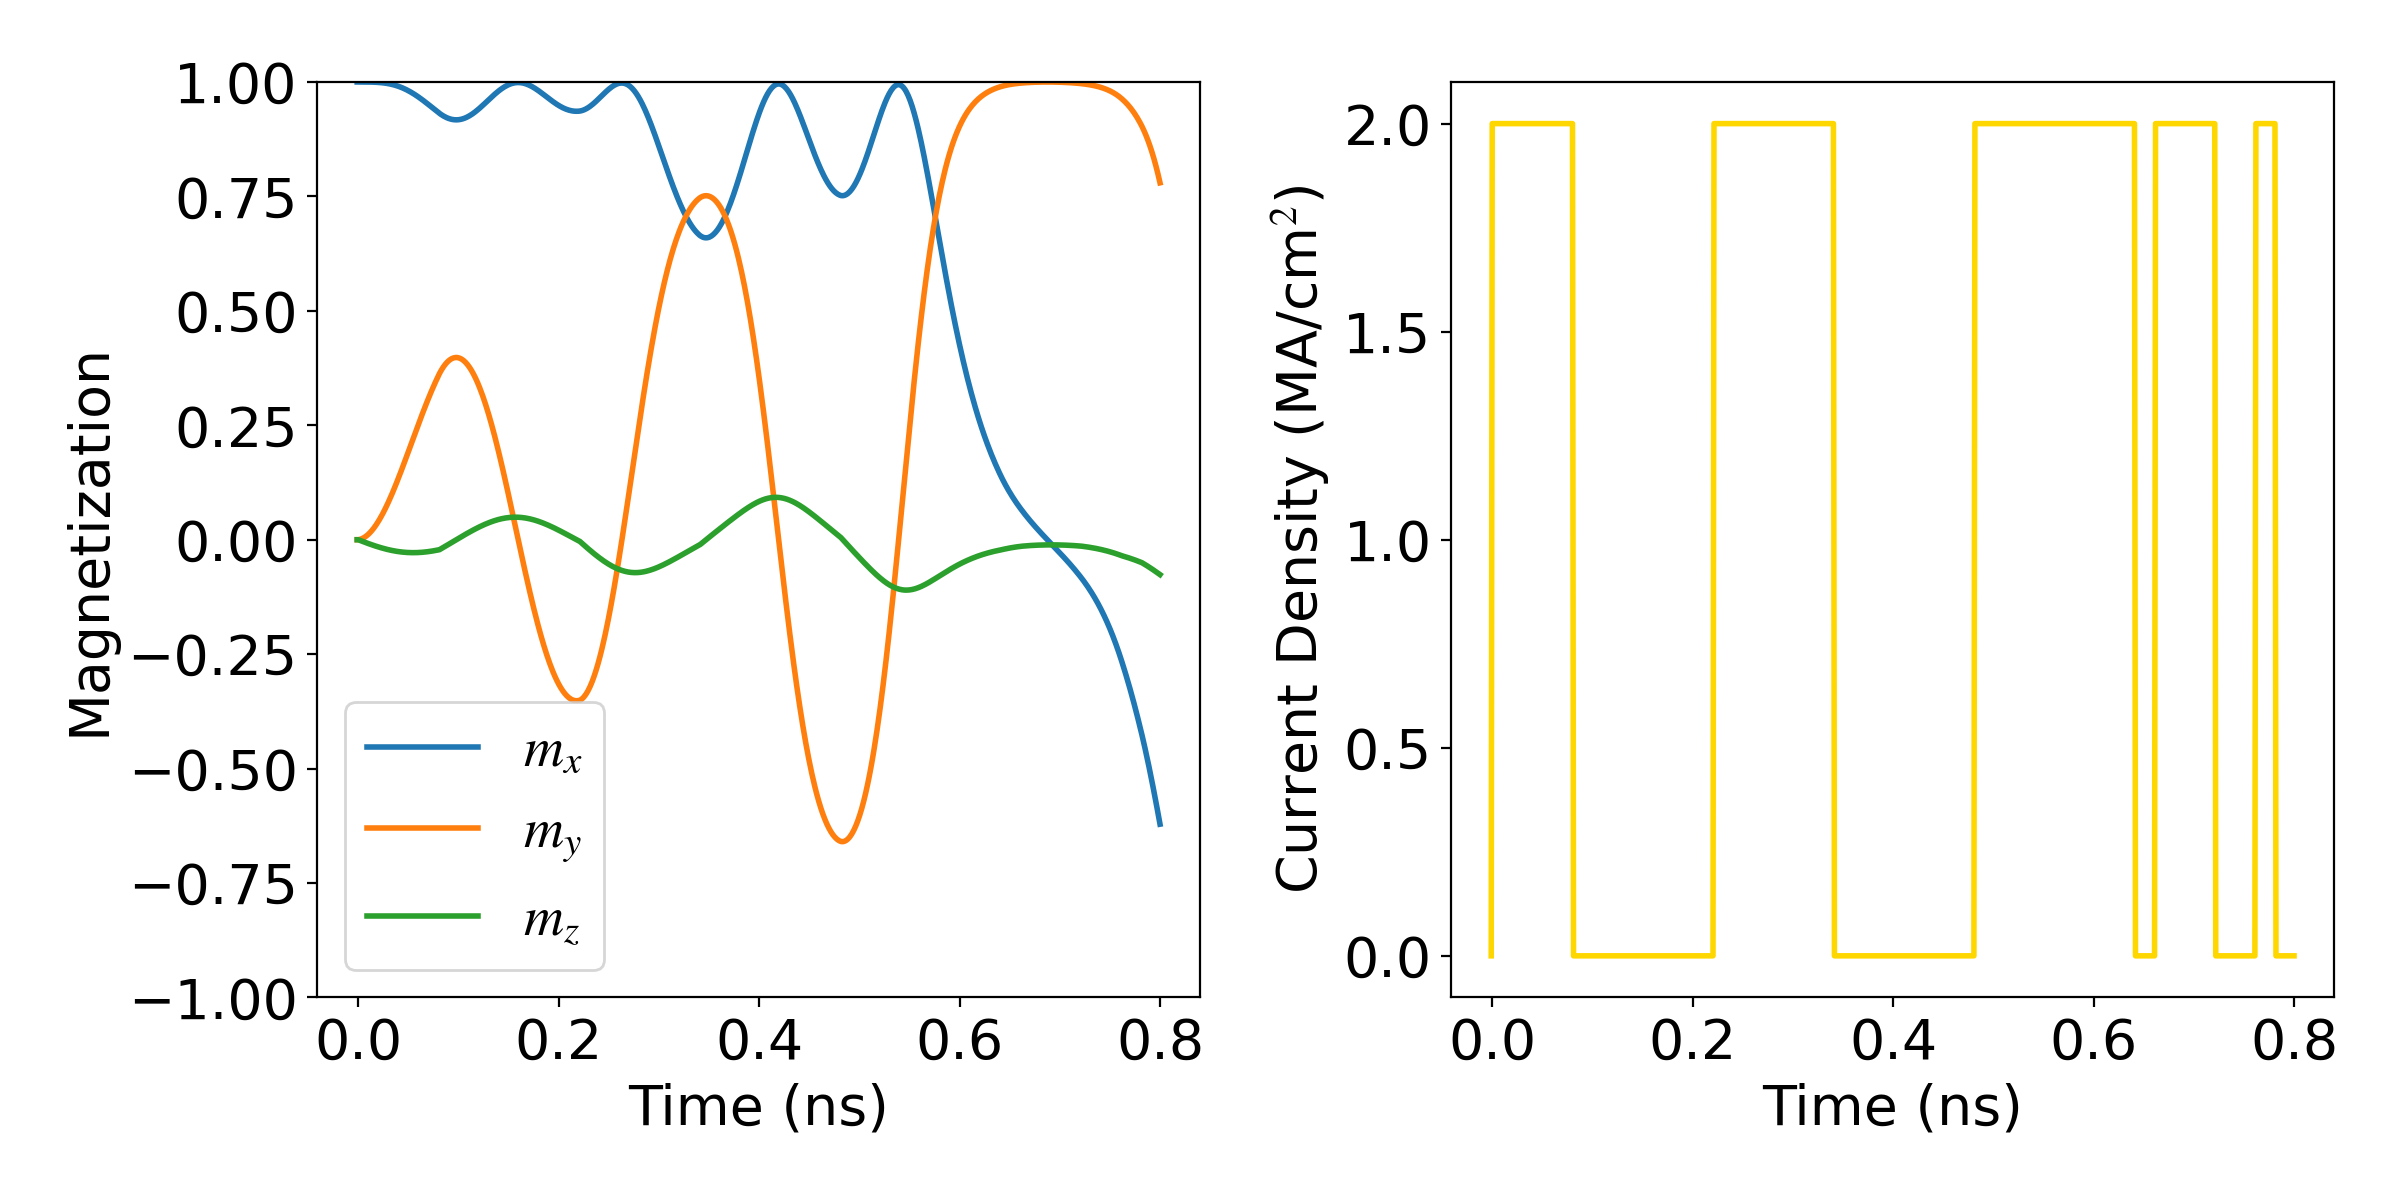 Magnetization
1.00
0.75
0.50
0.25
0.00
−0.25
−0.50
−0.75
−1.00
m_x
m_y
m_z
0.0 0.2 0.4 0.6 0.8
Time (ns)
Current Density (MA/cm²)
2.0
1.5
1.0
0.5
0.0
0.0 0.2 0.4 0.6 0.8
Time (ns)